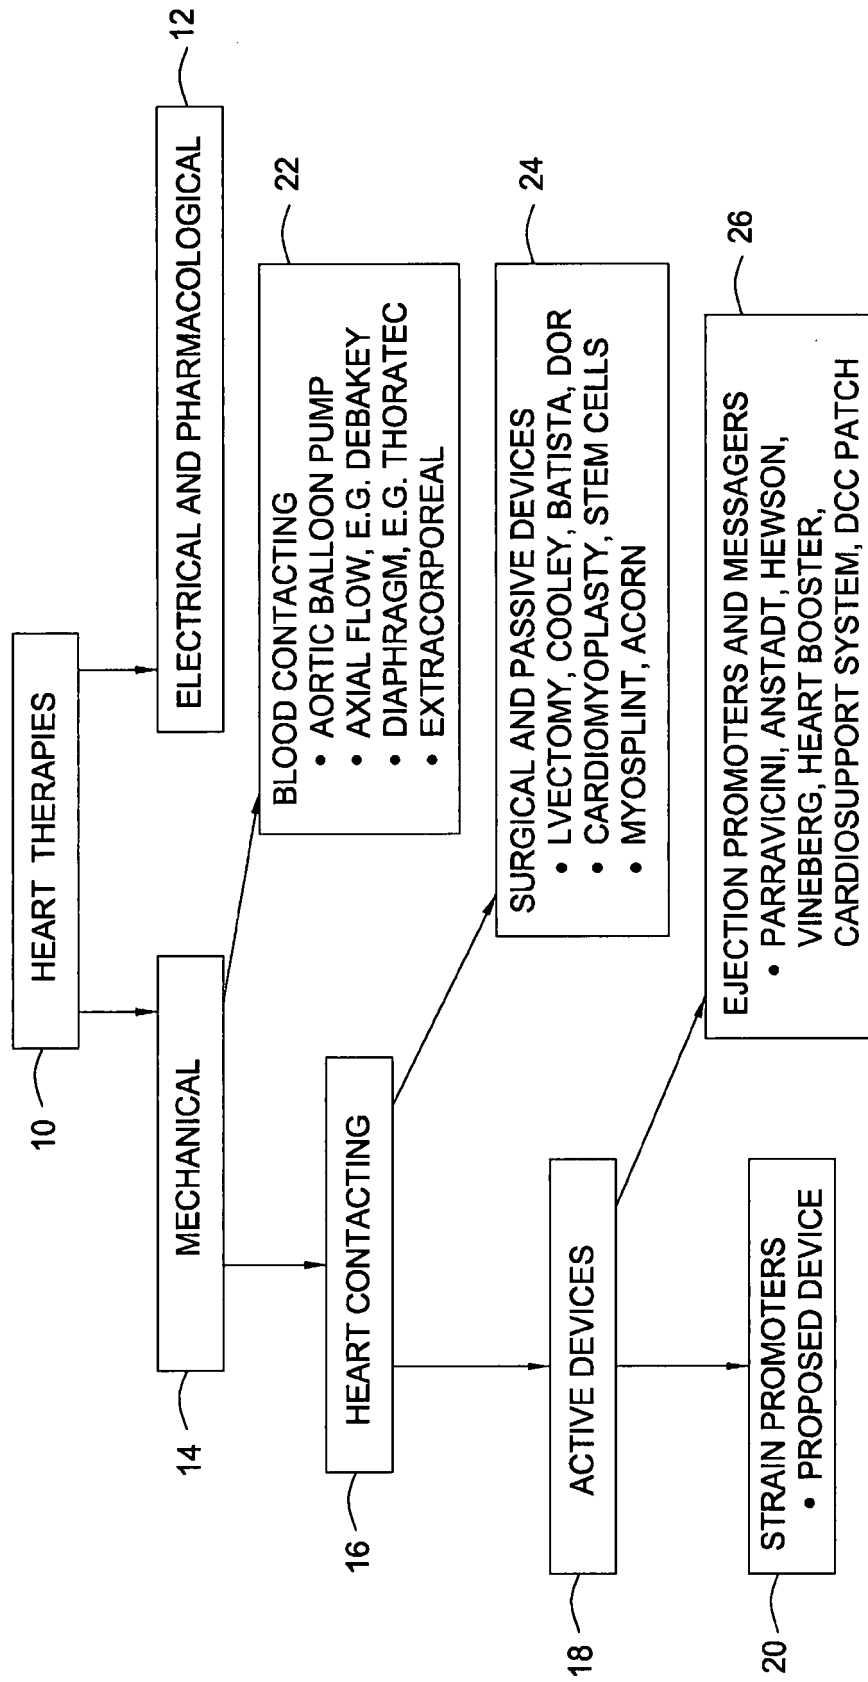 10
HEART THERAPIES
12
ELECTRICAL AND PHARMACOLOGICAL
14
MECHANICAL
22
BLOOD CONTACTING
• AORTIC BALLOON PUMP
• AXIAL FLOW, E.G. DEBAKEY
• DIAPHRAGM, E.G. THORATEC
• EXTRACORPOREAL
16
HEART CONTACTING
24
SURGICAL AND PASSIVE DEVICES
• LVECTOMY, COOLEY, BATISTA, DOR
• CARDIOMYOPLASTY, STEM CELLS
• MYOSPLINT, ACORN
18
ACTIVE DEVICES
26
EJECTION PROMOTERS AND MESSAGERS
• PARRAVICINI, ANSTADT, HEWSON,
VINEBERG, HEART BOOSTER,
CARDIOSUPPORT SYSTEM, DCC PATCH
20
STRAIN PROMOTERS
• PROPOSED DEVICE